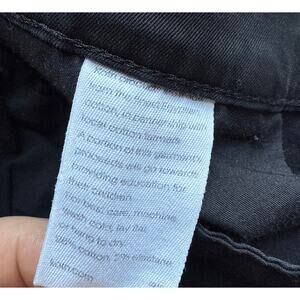 from the finest Egyptian
cotton, in partnership with
local cotton farmers.
A portion of this garment's
proceeds will go towards
providing education for
their children.
For best care, machine
wash cold, lay flat
or hang to dry.
98% cotton, 2% elastane
kotn.com